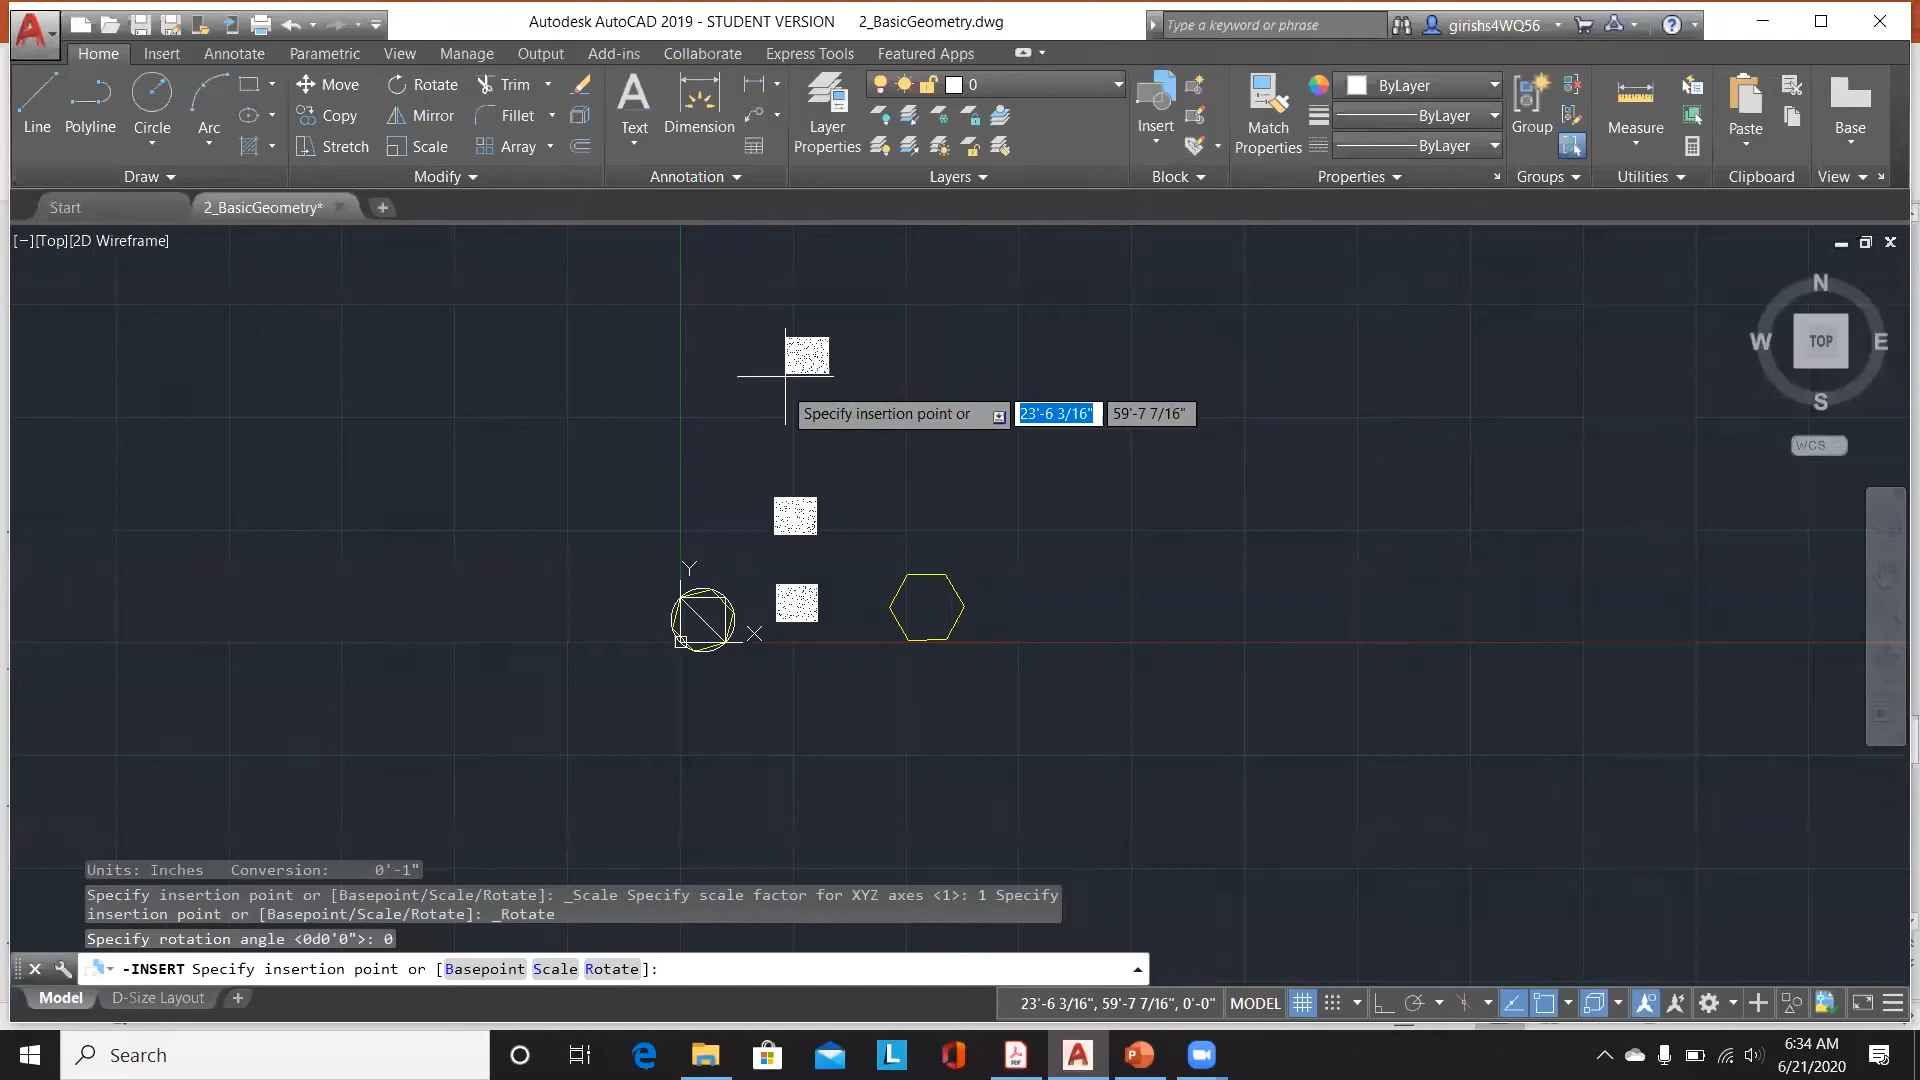 Autodesk AutoCAD 2019 - STUDENT VERSION 2_BasicGeometry.dwg
Type a keyword or phrase
girishs4WQ56
Home Insert Annotate Parametric View Manage Output Add-ins Collaborate Express Tools Featured Apps
Line Polyline Circle Arc
Move Rotate Trim
Copy Mirror Fillet
Stretch Scale Array
Text Dimension
Layer
Properties
0
Insert
Match
Properties
ByLayer
ByLayer
ByLayer
Group
Measure
Paste
Base
Draw Modify Annotation Layers Block Properties Groups Utilities Clipboard View
Start 2_BasicGeometry*
[−][Top][2D Wireframe]
N
W TOP E
S
WCS
Specify insertion point or 23'-6 3/16" 59'-7 7/16"
Y
X
Units: Inches Conversion: 0'-1"
Specify insertion point or [Basepoint/Scale/Rotate]: _Scale Specify scale factor for XYZ axes <1>: 1 Specify
insertion point or [Basepoint/Scale/Rotate]: _Rotate
Specify rotation angle <0d0'0">: 0
-INSERT Specify insertion point or [Basepoint Scale Rotate]:
Model D-Size Layout
23'-6 3/16", 59'-7 7/16", 0'-0" MODEL
Search
6:34 AM
6/21/2020